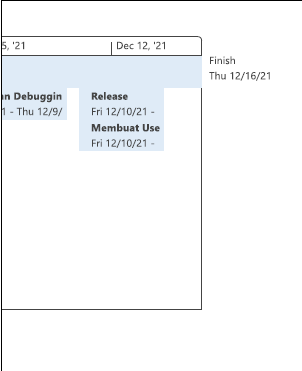 5, '21
Dec 12, '21
Finish
Thu 12/16/21
an Debuggin
1 - Thu 12/9/
Release
Fri 12/10/21 -
Membuat Use
Fri 12/10/21 -